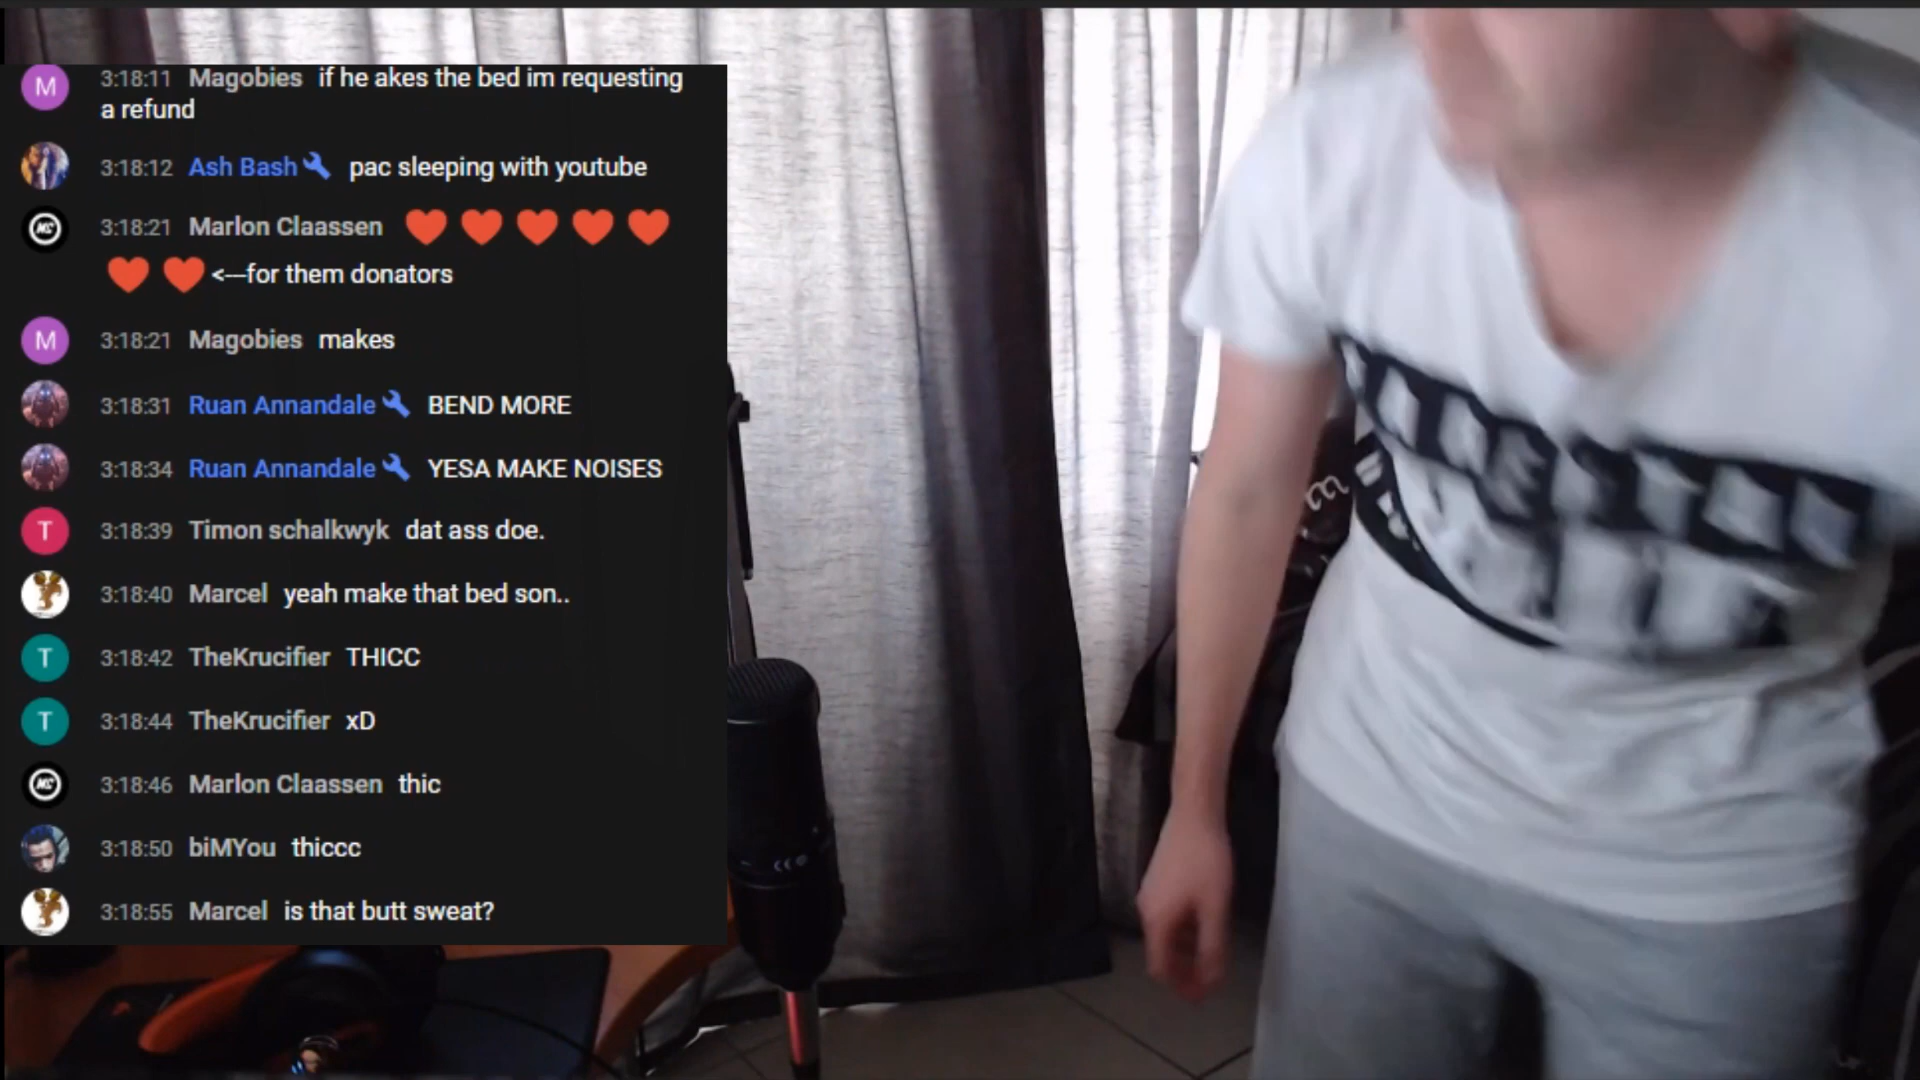 M 3:18:11 Magobies if he akes the bed im requesting
a refund
3:18:12 Ash Bash pac sleeping with youtube
MC 3:18:21 Marlon Claassen ❤️ ❤️ ❤️ ❤️ ❤️
❤️ ❤️ <---for them donators
M 3:18:21 Magobies makes
3:18:31 Ruan Annandale BEND MORE
3:18:34 Ruan Annandale YESA MAKE NOISES
T 3:18:39 Timon schalkwyk dat ass doe.
3:18:40 Marcel yeah make that bed son..
T 3:18:42 TheKrucifier THICC
T 3:18:44 TheKrucifier xD
MC 3:18:46 Marlon Claassen thic
3:18:50 biMYou thiccc
3:18:55 Marcel is that butt sweat?